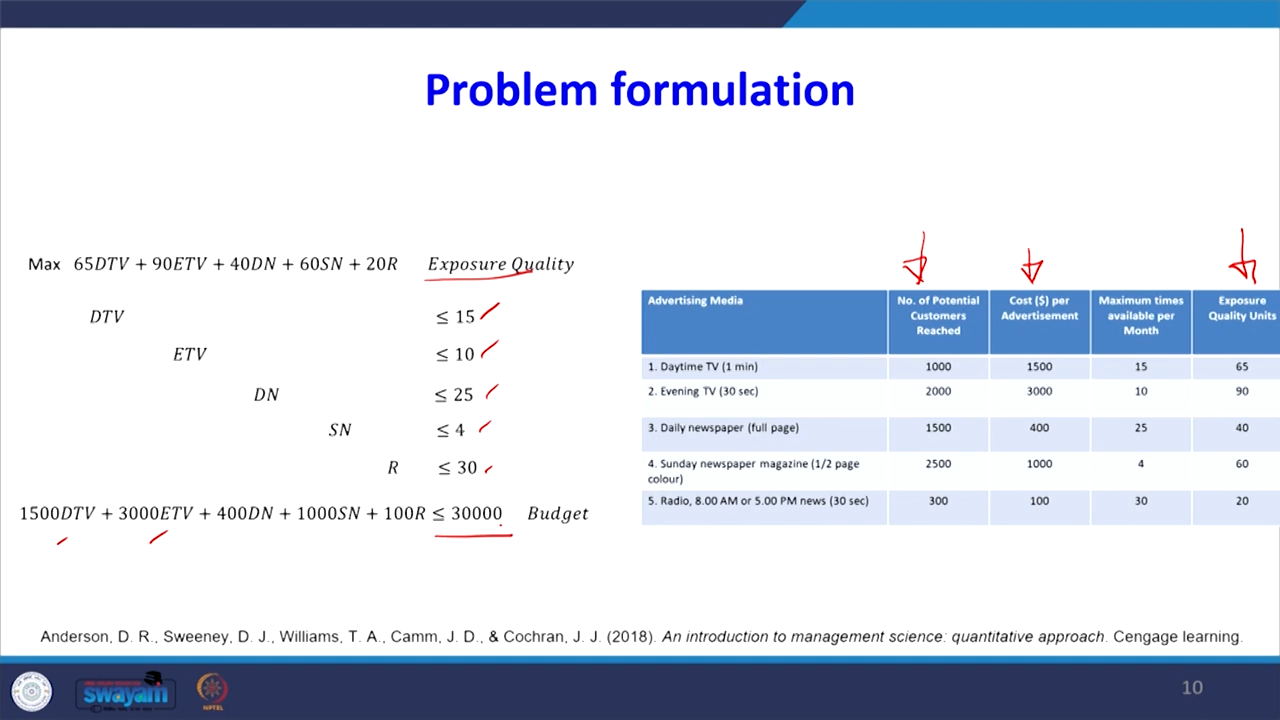 Problem formulation
Max 65DTV + 90ETV + 40DN + 60SN + 20R Exposure Quality
DTV ≤ 15
ETV ≤ 10
DN ≤ 25
SN ≤ 4
R ≤ 30
1500DTV + 3000ETV + 400DN + 1000SN + 100R ≤ 30000 Budget
Advertising Media No. of Potential Customers Reached Cost ($) per Advertisement Maximum times available per Month Exposure Quality Units
1. Daytime TV (1 min) 1000 1500 15 65
2. Evening TV (30 sec) 2000 3000 10 90
3. Daily newspaper (full page) 1500 400 25 40
4. Sunday newspaper magazine (1/2 page colour) 2500 1000 4 60
5. Radio, 8.00 AM or 5.00 PM news (30 sec) 300 100 30 20
Anderson, D. R., Sweeney, D. J., Williams, T. A., Camm, J. D., & Cochran, J. J. (2018). An introduction to management science: quantitative approach. Cengage learning.
swayam
NPTEL
10